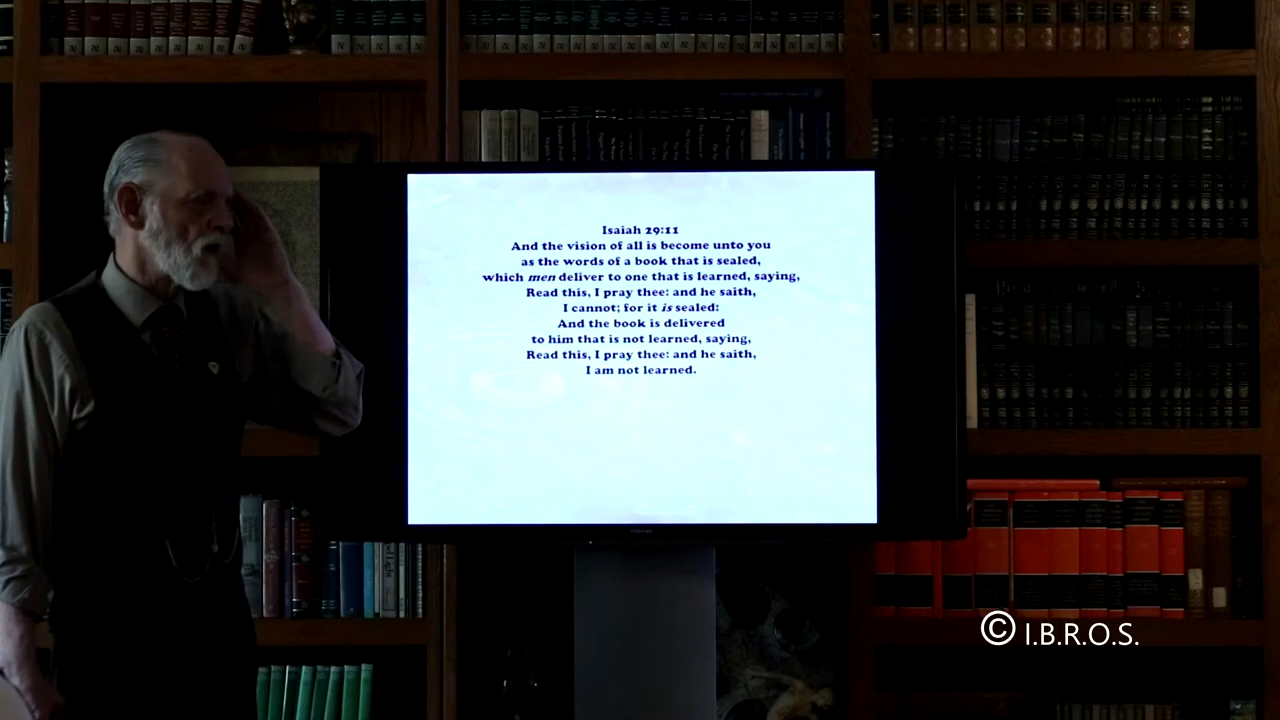 Isaiah 29:11
And the vision of all is become unto you
as the words of a book that is sealed,
which men deliver to one that is learned, saying,
Read this, I pray thee: and he saith,
I cannot; for it is sealed:
And the book is delivered
to him that is not learned, saying,
Read this, I pray thee: and he saith,
I am not learned.
© I.B.R.O.S.